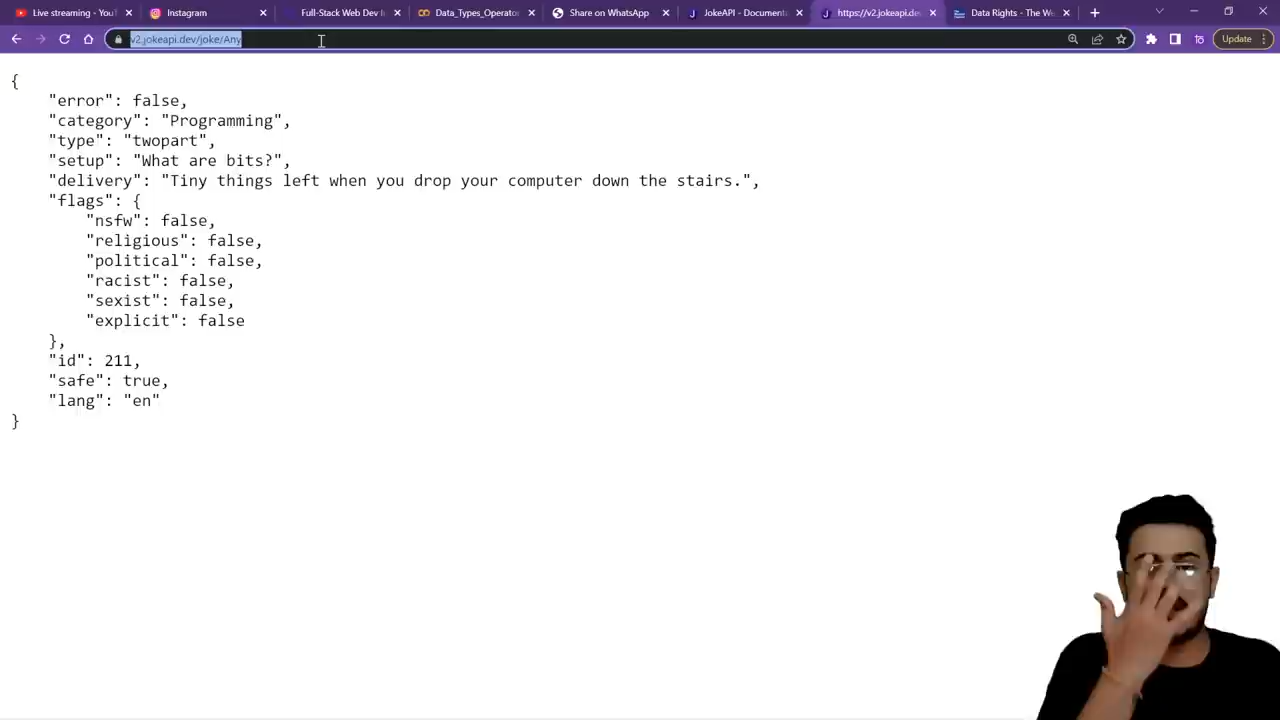 Live streaming - You
Instagram
Full-Stack Web Dev I
Data_Types_Operato
Share on WhatsApp
JokeAPI - Documenta
https://v2.jokeapi.de
Data Rights - The W
v2.jokeapi.dev/joke/Any
Update
{
"error": false,
"category": "Programming",
"type": "twopart",
"setup": "What are bits?",
"delivery": "Tiny things left when you drop your computer down the stairs.",
"flags": {
"nsfw": false,
"religious": false,
"political": false,
"racist": false,
"sexist": false,
"explicit": false
},
"id": 211,
"safe": true,
"lang": "en"
}